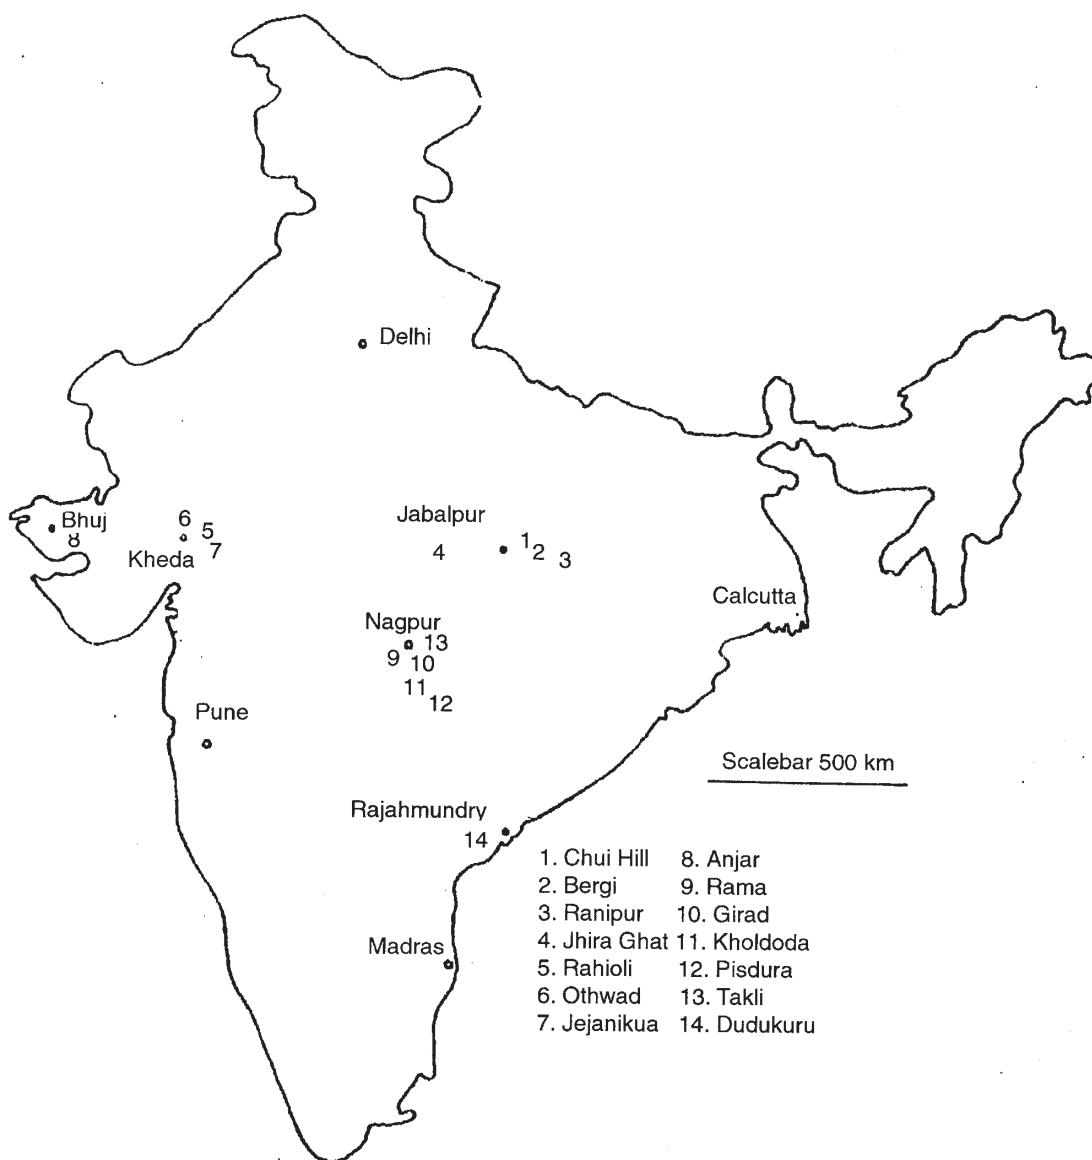 Delhi
Bhuj
8
6
5
7
Kheda
Jabalpur
4
1
2
3
Calcutta
Nagpur
13
9
10
11
12
Pune
Scalebar 500 km
Rajahmundry
14
Madras
1. Chui Hill 8. Anjar
2. Bergi 9. Rama
3. Ranipur 10. Girad
4. Jhira Ghat 11. Kholdoda
5. Rahioli 12. Pisdura
6. Othwad 13. Takli
7. Jejanikua 14. Dudukuru